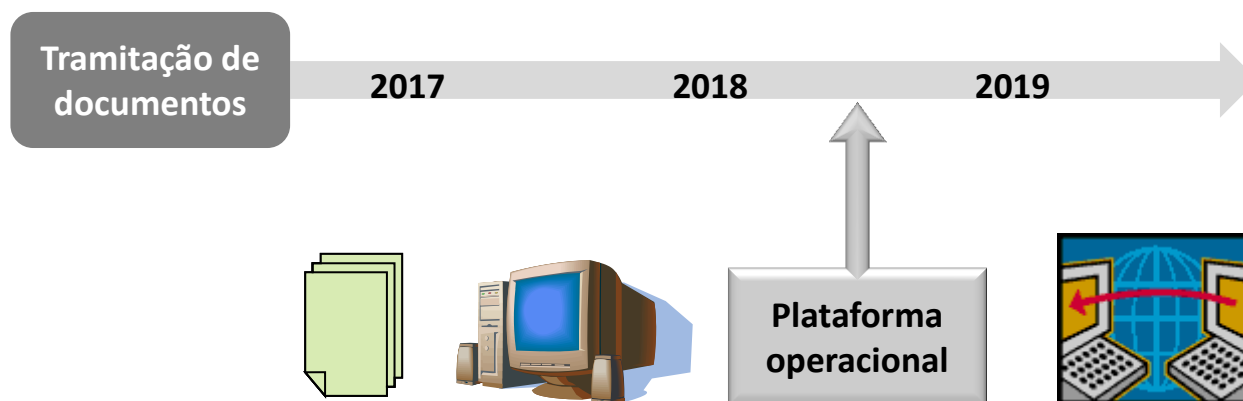 Tramitação de
documentos
2017
2018
2019
Plataforma
operacional